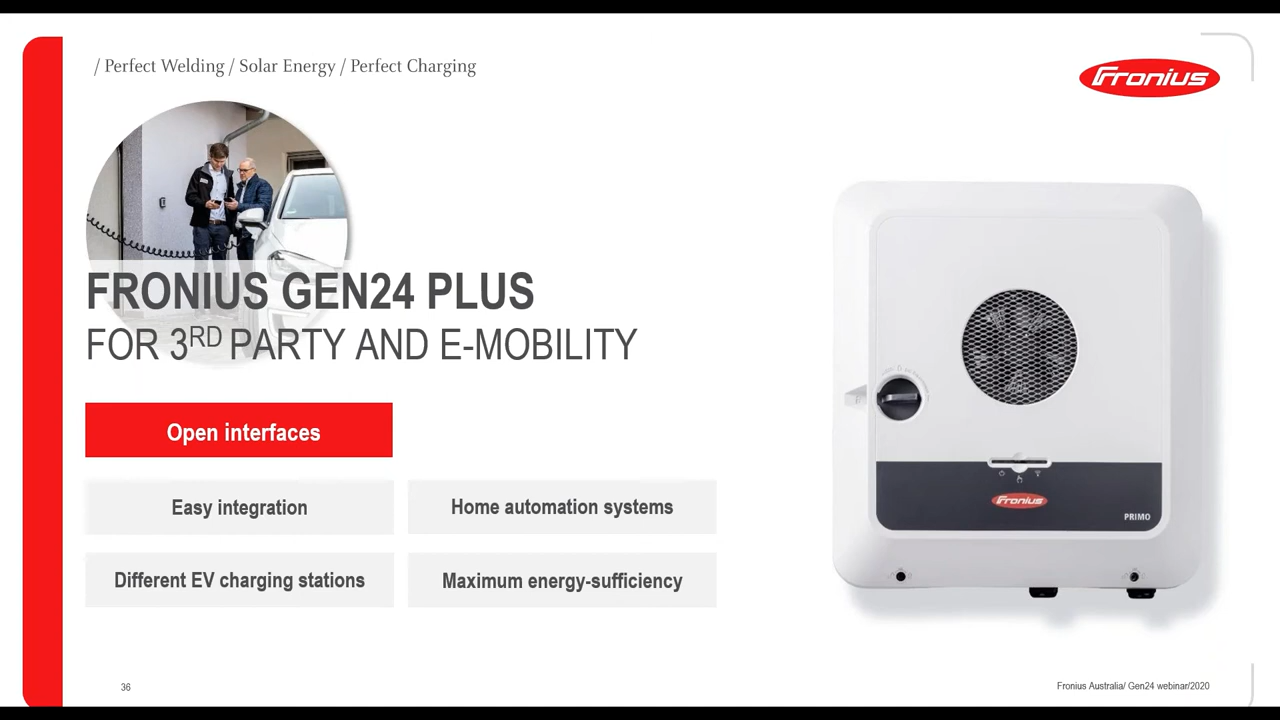 / Perfect Welding / Solar Energy / Perfect Charging
Fronius
FRONIUS GEN24 PLUS
FOR 3RD PARTY AND E-MOBILITY
Open interfaces
Easy integration
Home automation systems
Different EV charging stations
Maximum energy-sufficiency
Fronius
PRIMO
36
Fronius Australia/ Gen24 webinar/2020